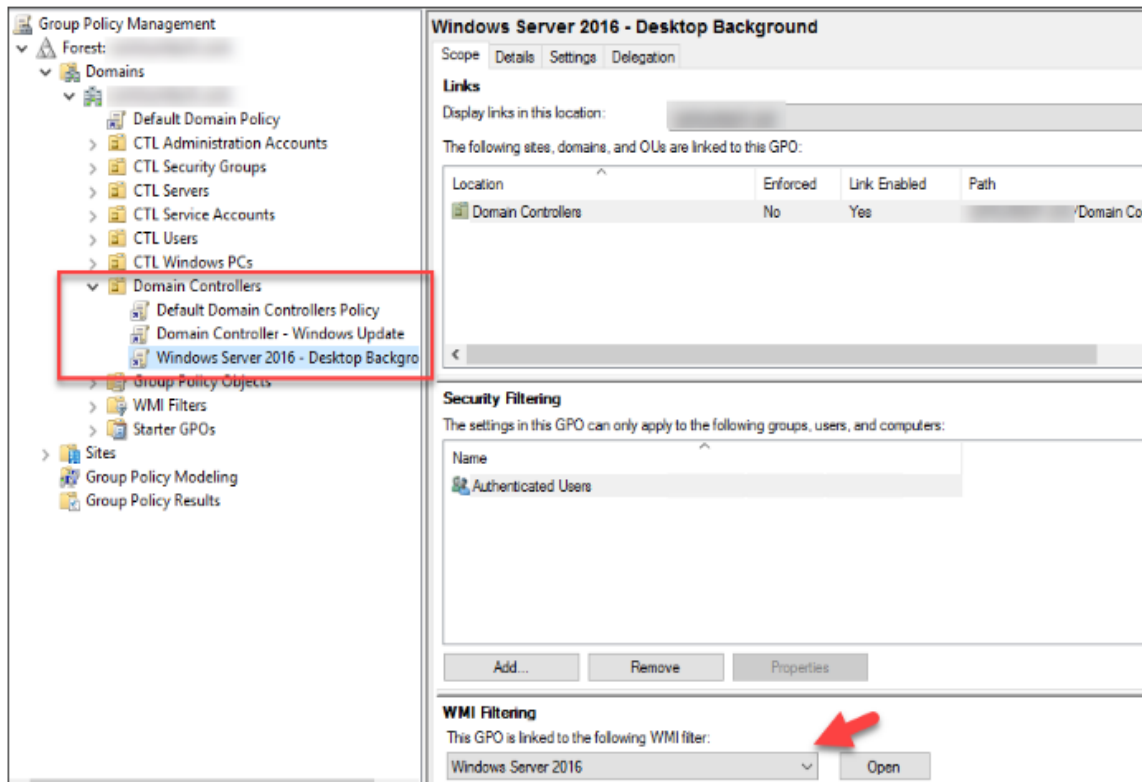 Group Policy Management
Forest:
Domains
Default Domain Policy
CTL Administration Accounts
CTL Security Groups
CTL Servers
CTL Service Accounts
CTL Users
CTL Windows PCs
Domain Controllers
Default Domain Controllers Policy
Domain Controller - Windows Update
Windows Server 2016 - Desktop Backgro
Group Policy Objects
WMI Filters
Starter GPOs
Sites
Group Policy Modeling
Group Policy Results
Windows Server 2016 - Desktop Background
Scope Details Settings Delegation
Links
Display links in this location:
The following sites, domains, and OUs are linked to this GPO:
Location Enforced Link Enabled Path
Domain Controllers No Yes /Domain Co
Security Filtering
The settings in this GPO can only apply to the following groups, users, and computers:
Name
Authenticated Users
Add... Remove Properties
WMI Filtering
This GPO is linked to the following WMI filter:
Windows Server 2016 Open